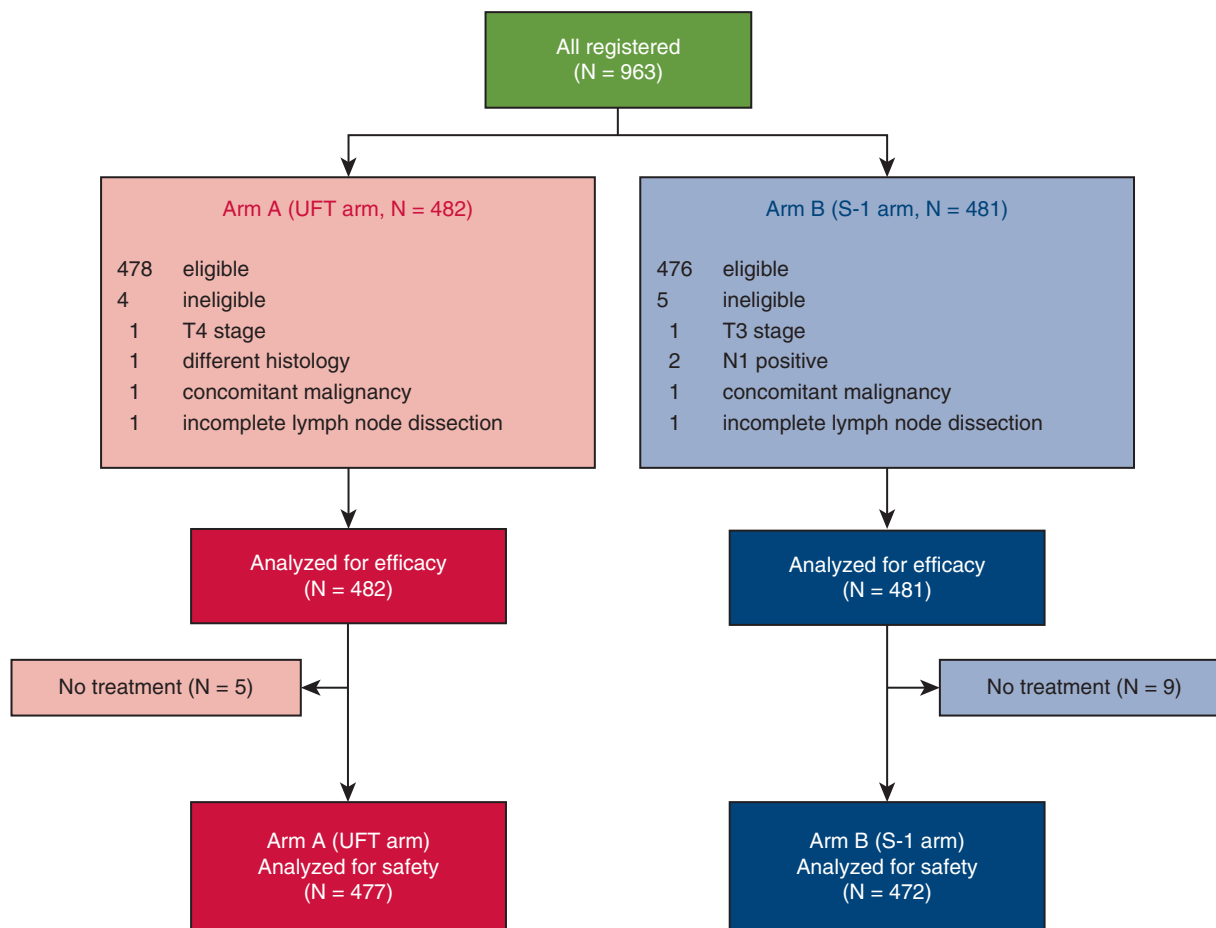 All registered
(N = 963)
Arm A (UFT arm, N = 482)
478 eligible
4 ineligible
1 T4 stage
1 different histology
1 concomitant malignancy
1 incomplete lymph node dissection
Arm B (S-1 arm, N = 481)
476 eligible
5 ineligible
1 T3 stage
2 N1 positive
1 concomitant malignancy
1 incomplete lymph node dissection
Analyzed for efficacy
(N = 482)
Analyzed for efficacy
(N = 481)
No treatment (N = 5)
No treatment (N = 9)
Arm A (UFT arm)
Analyzed for safety
(N = 477)
Arm B (S-1 arm)
Analyzed for safety
(N = 472)